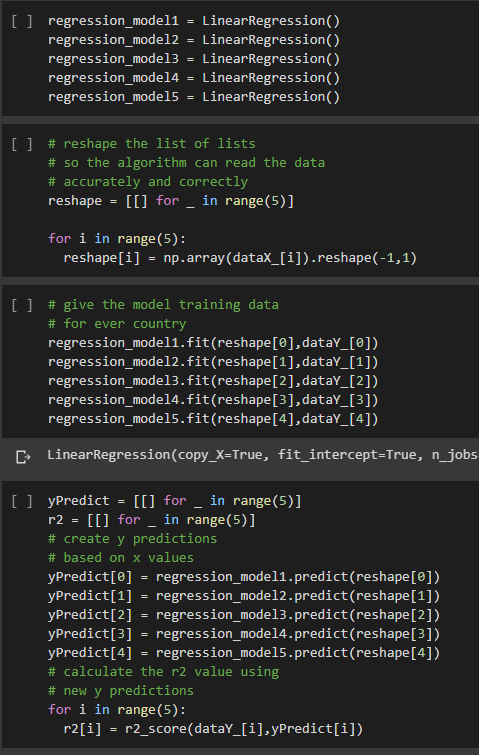 [ ] regression_model1 = LinearRegression()
regression_model2 = LinearRegression()
regression_model3 = LinearRegression()
regression_model4 = LinearRegression()
regression_model5 = LinearRegression()
[ ] # reshape the list of lists
# so the algorithm can read the data
# accurately and correctly
reshape = [[] for _ in range(5)]
for i in range(5):
reshape[i] = np.array(dataX_[i]).reshape(-1,1)
[ ] # give the model training data
# for ever country
regression_model1.fit(reshape[0],dataY_[0])
regression_model2.fit(reshape[1],dataY_[1])
regression_model3.fit(reshape[2],dataY_[2])
regression_model4.fit(reshape[3],dataY_[3])
regression_model5.fit(reshape[4],dataY_[4])
LinearRegression(copy_X=True, fit_intercept=True, n_jobs
[ ] yPredict = [[] for _ in range(5)]
r2 = [[] for _ in range(5)]
# create y predictions
# based on x values
yPredict[0] = regression_model1.predict(reshape[0])
yPredict[1] = regression_model2.predict(reshape[1])
yPredict[2] = regression_model3.predict(reshape[2])
yPredict[3] = regression_model4.predict(reshape[3])
yPredict[4] = regression_model5.predict(reshape[4])
# calculate the r2 value using
# new y predictions
for i in range(5):
r2[i] = r2_score(dataY_[i],yPredict[i])